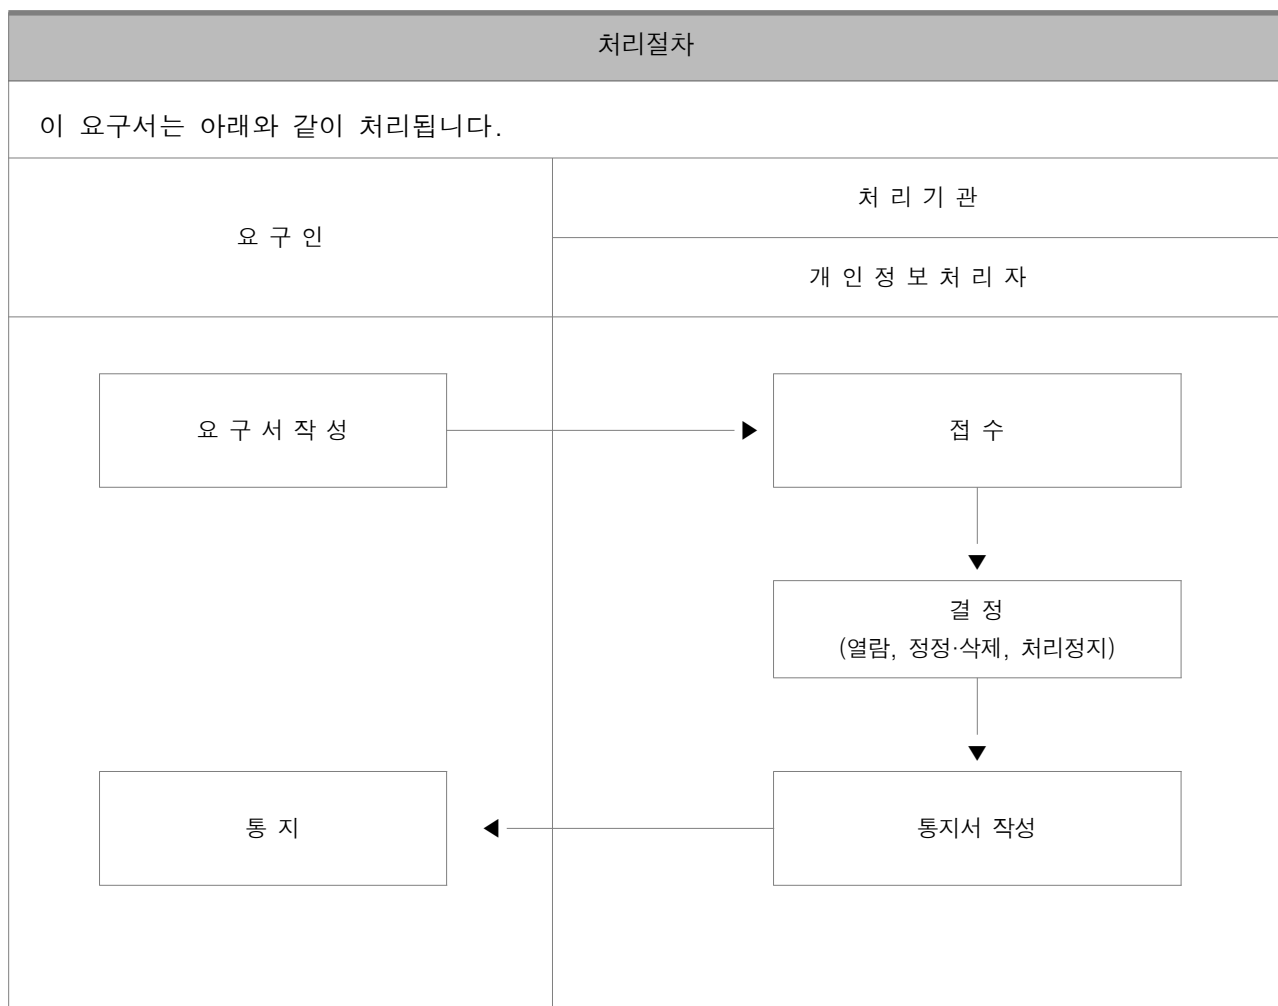 처리절차
이 요구서는 아래와 같이 처리됩니다.
요 구 인
처 리 기 관
개 인 정 보 처 리 자
요 구 서 작 성
접 수
결 정
(열람, 정정·삭제, 처리정지)
통 지
통지서 작성